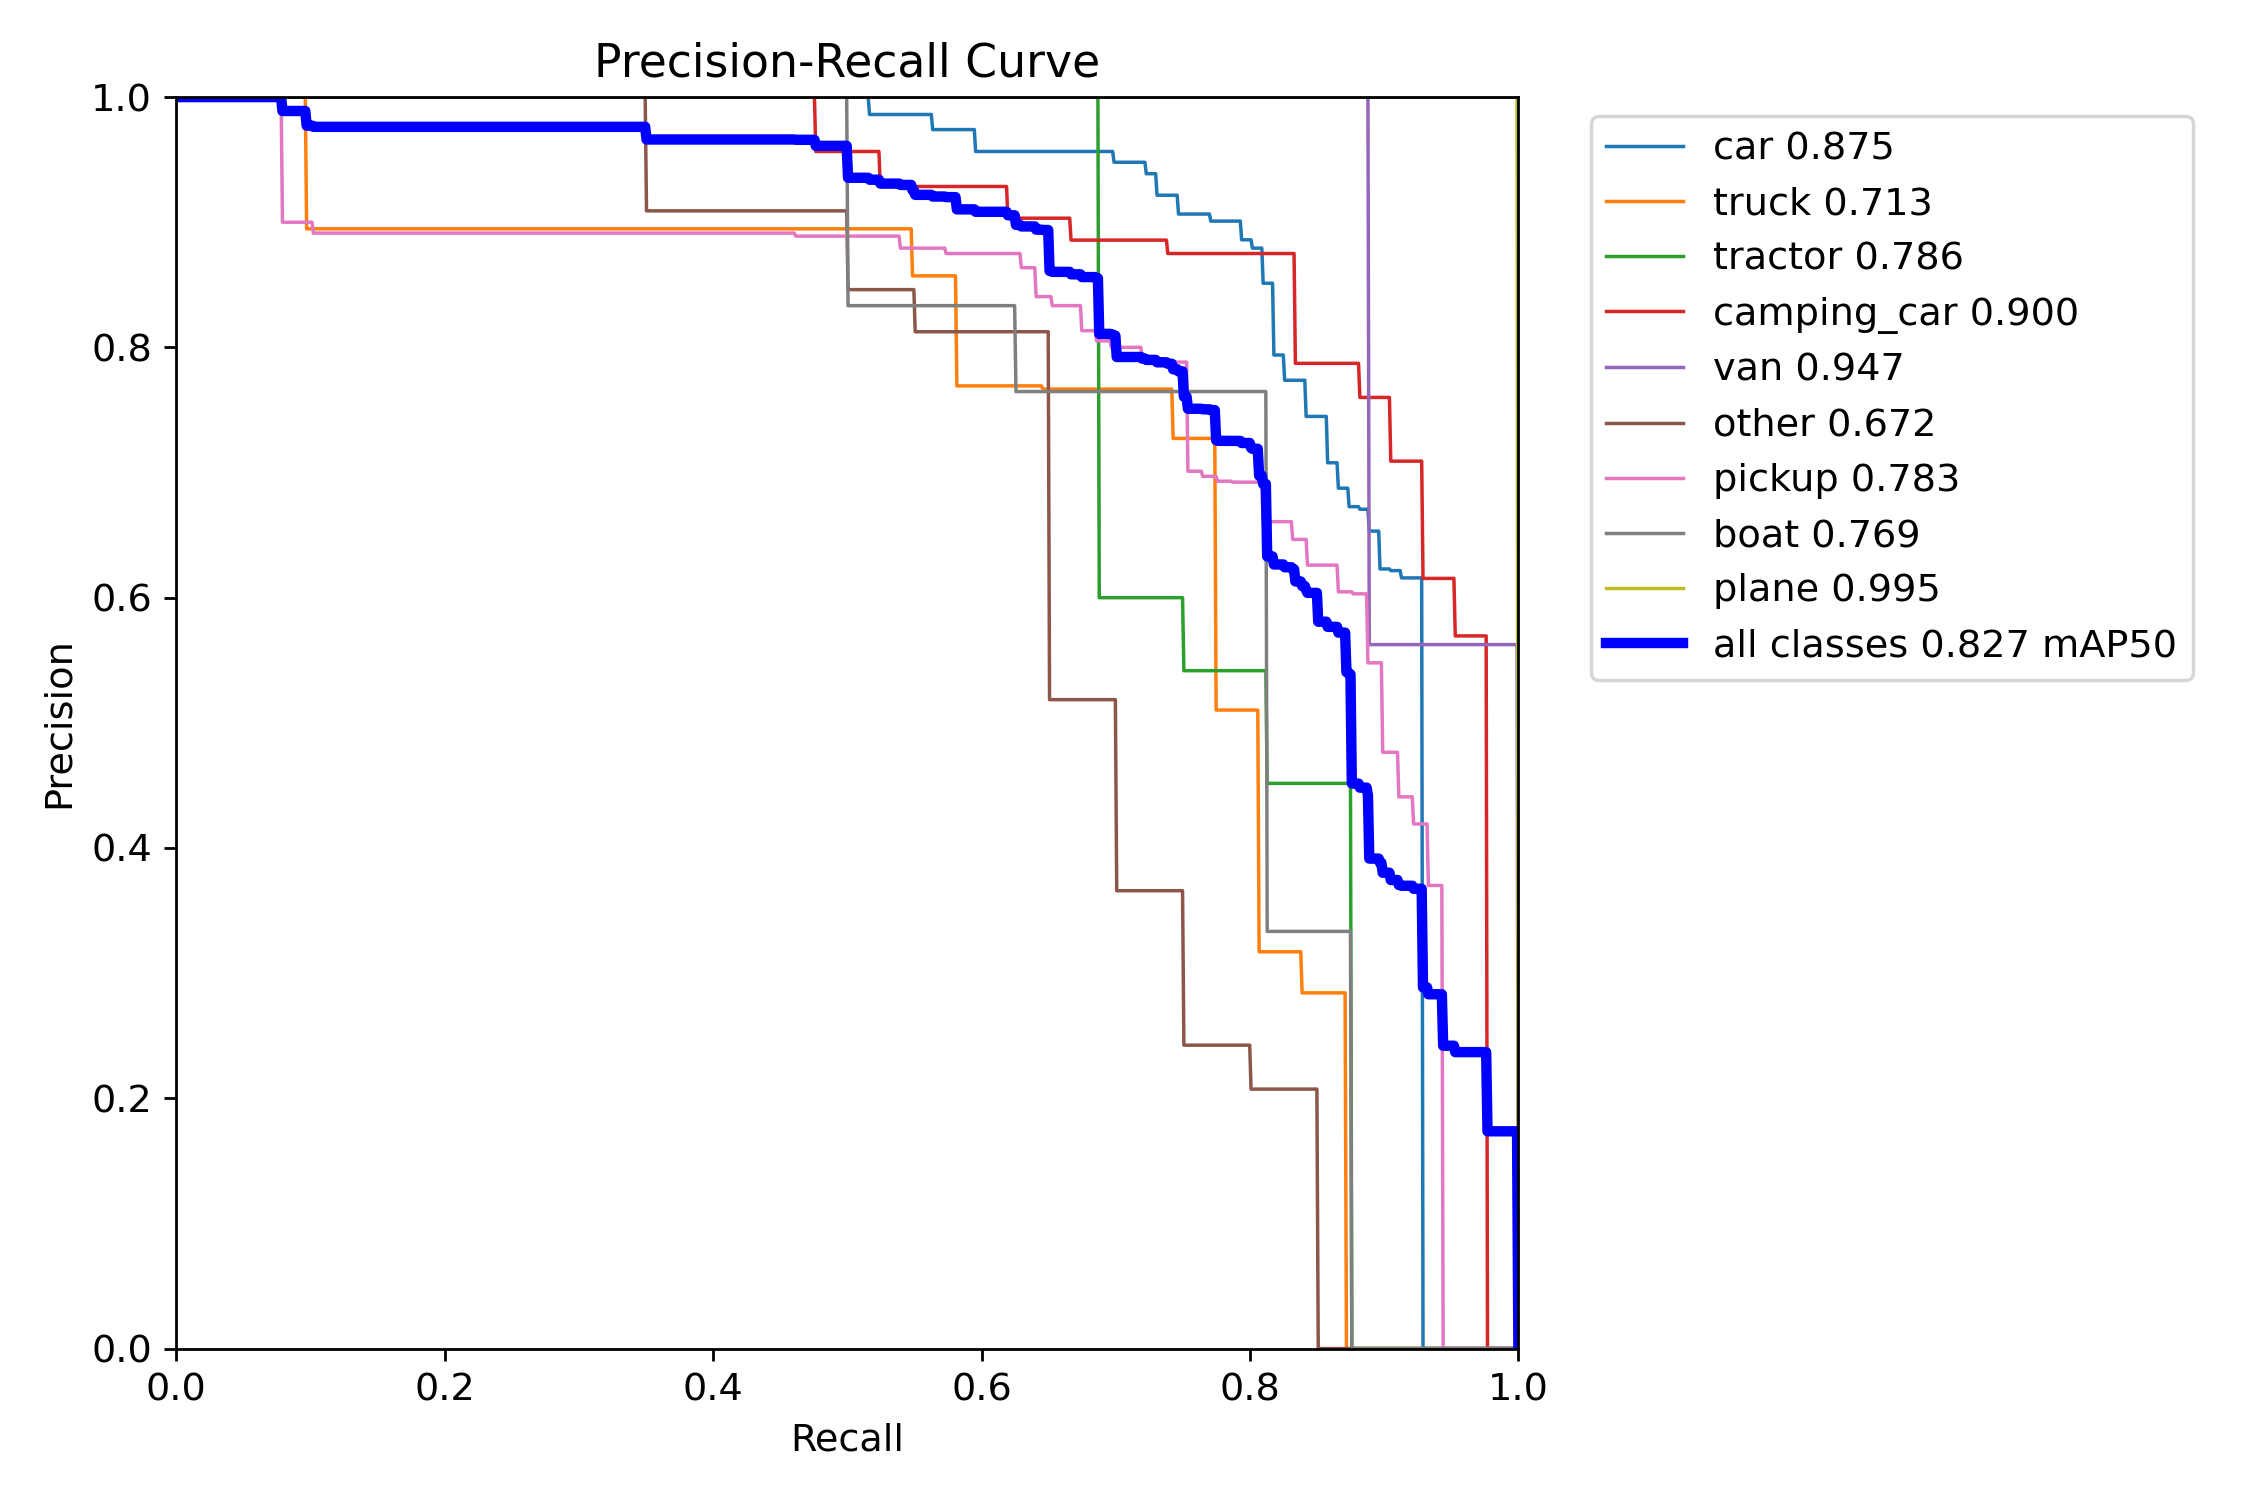 Precision-Recall Curve
1.0
0.8
0.6
0.4
0.2
0.0
Precision
0.0 0.2 0.4 0.6 0.8 1.0
Recall
car 0.875
truck 0.713
tractor 0.786
camping_car 0.900
van 0.947
other 0.672
pickup 0.783
boat 0.769
plane 0.995
all classes 0.827 mAP50